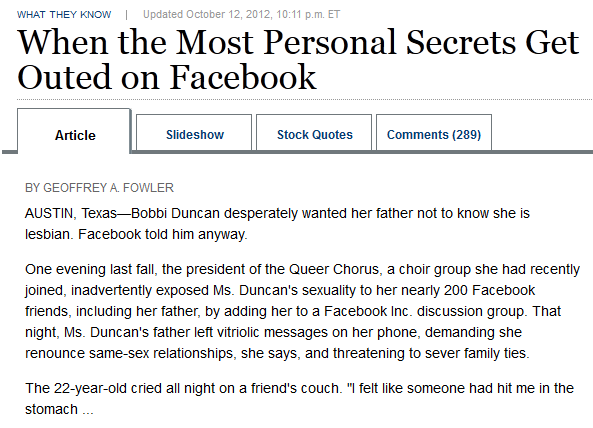 WHAT THEY KNOW | Updated October 12, 2012, 10:11 p.m. ET
When the Most Personal Secrets Get
Outed on Facebook
Article Slideshow Stock Quotes Comments (289)
BY GEOFFREY A. FOWLER
AUSTIN, Texas—Bobbi Duncan desperately wanted her father not to know she is
lesbian. Facebook told him anyway.
One evening last fall, the president of the Queer Chorus, a choir group she had recently
joined, inadvertently exposed Ms. Duncan's sexuality to her nearly 200 Facebook
friends, including her father, by adding her to a Facebook Inc. discussion group. That
night, Ms. Duncan's father left vitriolic messages on her phone, demanding she
renounce same-sex relationships, she says, and threatening to sever family ties.
The 22-year-old cried all night on a friend's couch. "I felt like someone had hit me in the
stomach ...